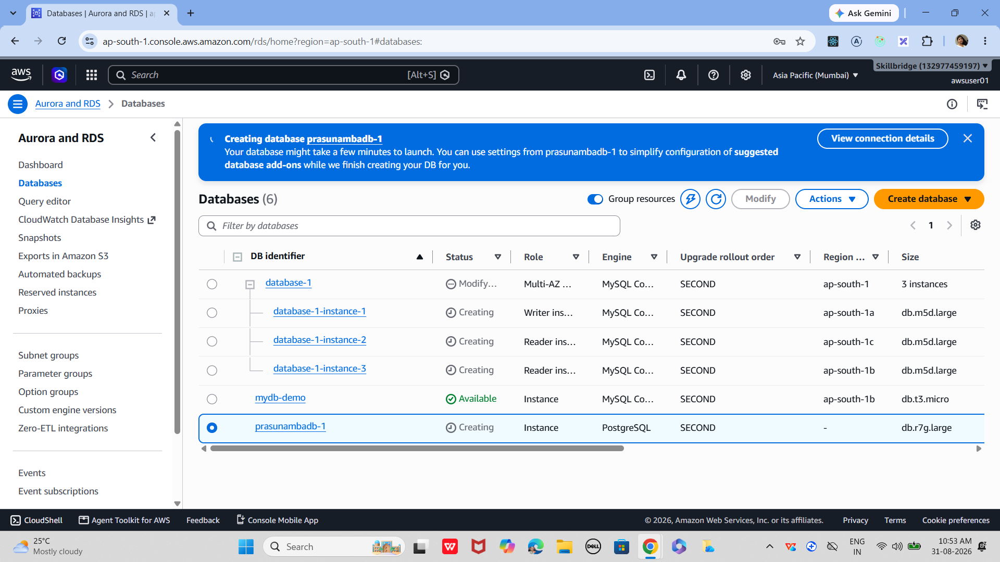 Databases | Aurora and RDS | a
Ask Gemini
ap-south-1.console.aws.amazon.com/rds/home?region=ap-south-1#databases:
aws
Search
[Alt+S]
Asia Pacific (Mumbai)
Skillbridge (132977459197)
awsuser01
Aurora and RDS
Databases
Aurora and RDS
Dashboard
Databases
Query editor
CloudWatch Database Insights
Snapshots
Exports in Amazon S3
Automated backups
Reserved instances
Proxies
Subnet groups
Parameter groups
Option groups
Custom engine versions
Zero-ETL integrations
Events
Event subscriptions
Creating database prasunambadb-1
Your database might take a few minutes to launch. You can use settings from prasunambadb-1 to simplify configuration of suggested
database add-ons while we finish creating your DB for you.
View connection details
Databases (6)
Group resources
Modify
Actions
Create database
Filter by databases
1
DB identifier Status Role Engine Upgrade rollout order Region ... Size
database-1 Modify... Multi-AZ ... MySQL Co... SECOND ap-south-1 3 instances
database-1-instance-1 Creating Writer ins... MySQL Co... SECOND ap-south-1a db.m5d.large
database-1-instance-2 Creating Reader ins... MySQL Co... SECOND ap-south-1c db.m5d.large
database-1-instance-3 Creating Reader ins... MySQL Co... SECOND ap-south-1b db.m5d.large
mydb-demo Available Instance MySQL Co... SECOND ap-south-1b db.t3.micro
prasunambadb-1 Creating Instance PostgreSQL SECOND - db.r7g.large
CloudShell
Agent Toolkit for AWS
Feedback
Console Mobile App
© 2026, Amazon Web Services, Inc. or its affiliates.
Privacy
Terms
Cookie preferences
25°C
Mostly cloudy
Search
DELL
ENG
IN
10:53 AM
31-08-2026